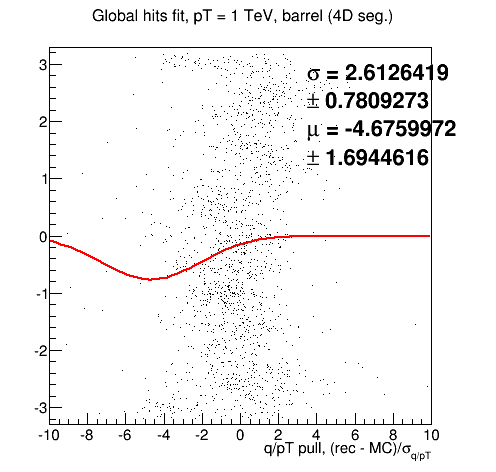 Global hits fit, pT = 1 TeV, barrel (4D seg.)
σ = 2.6126419
± 0.7809273
μ = -4.6759972
± 1.6944616
3
2
1
0
-1
-2
-3
-10 -8 -6 -4 -2 0 2 4 6 8 10
q/pT pull, (rec - MC)/σq/pT